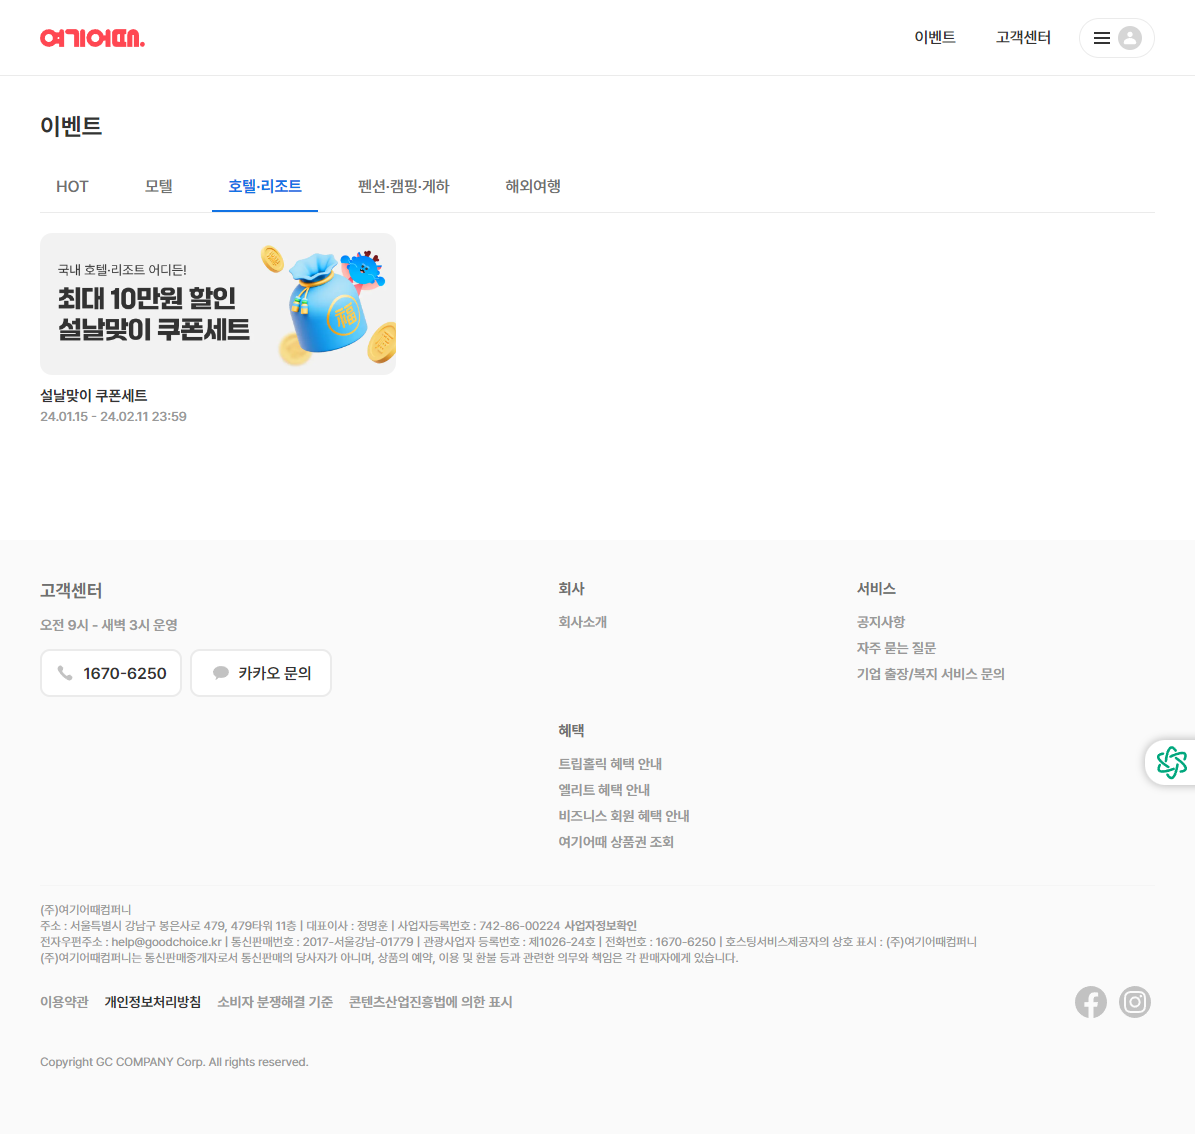 여기어때.
이벤트
고객센터
이벤트
HOT
모텔
호텔·리조트
펜션·캠핑·게하
해외여행
국내 호텔·리조트 어디든!
최대 10만원 할인
설날맞이 쿠폰세트
福
설날맞이 쿠폰세트
24.01.15 - 24.02.11 23:59
고객센터
오전 9시 - 새벽 3시 운영
1670-6250
카카오 문의
회사
회사소개
서비스
공지사항
자주 묻는 질문
기업 출장/복지 서비스 문의
혜택
트립홀릭 혜택 안내
엘리트 혜택 안내
비즈니스 회원 혜택 안내
여기어때 상품권 조회
(주)여기어때컴퍼니
주소 : 서울특별시 강남구 봉은사로 479, 479타워 11층 | 대표이사 : 정명훈 | 사업자등록번호 : 742-86-00224 사업자정보확인
전자우편주소 : help@goodchoice.kr | 통신판매번호 : 2017-서울강남-01779 | 관광사업자 등록번호 : 제1026-24호 | 전화번호 : 1670-6250 | 호스팅서비스제공자의 상호 표시 : (주)여기어때컴퍼니
(주)여기어때컴퍼니는 통신판매중개자로서 통신판매의 당사자가 아니며, 상품의 예약, 이용 및 환불 등과 관련한 의무와 책임은 각 판매자에게 있습니다.
이용약관
개인정보처리방침
소비자 분쟁해결 기준
콘텐츠산업진흥법에 의한 표시
Copyright GC COMPANY Corp. All rights reserved.